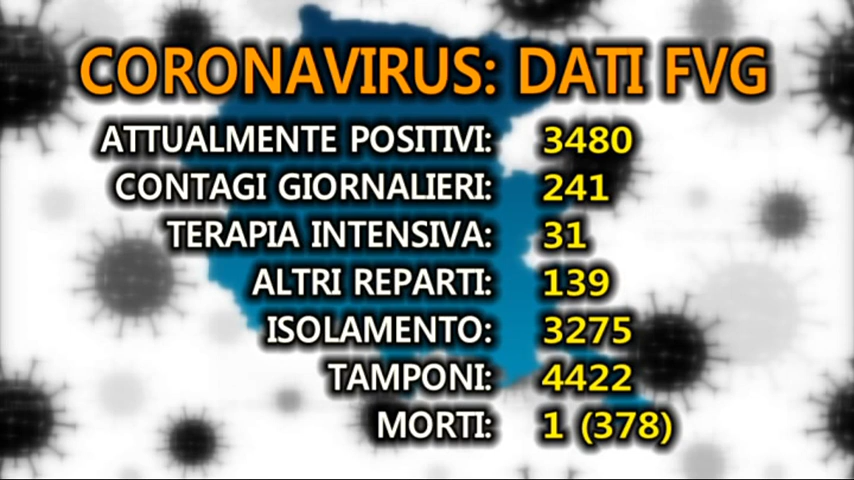 CORONAVIRUS: DATI FVG
ATTUALMENTE POSITIVI: 3480
CONTAGI GIORNALIERI: 241
TERAPIA INTENSIVA: 31
ALTRI REPARTI: 139
ISOLAMENTO: 3275
TAMPONI: 4422
MORTI: 1 (378)